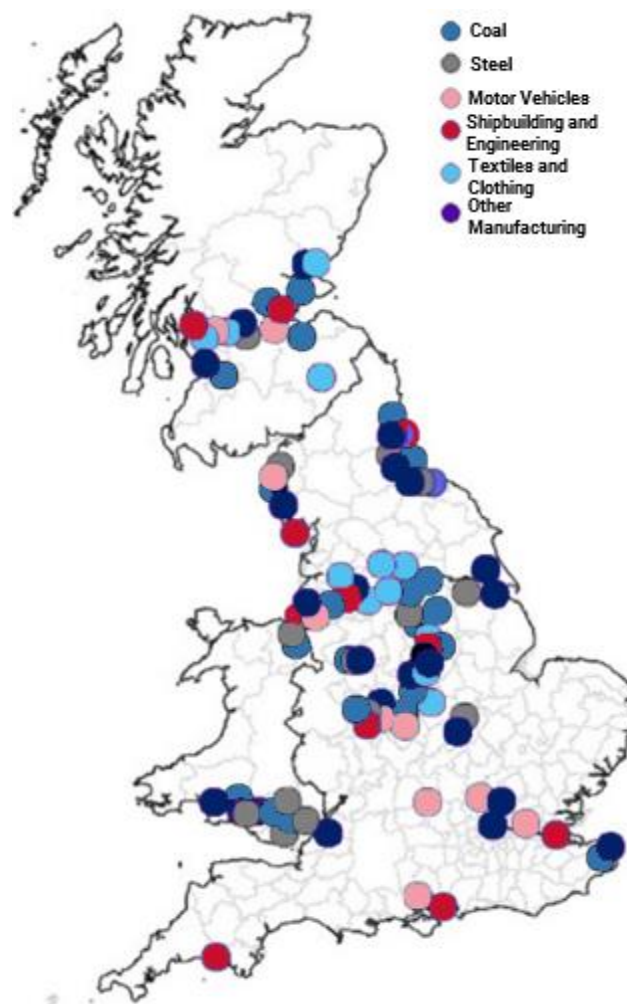 Coal
Steel
Motor Vehicles
Shipbuilding and
Engineering
Textiles and
Clothing
Other
Manufacturing